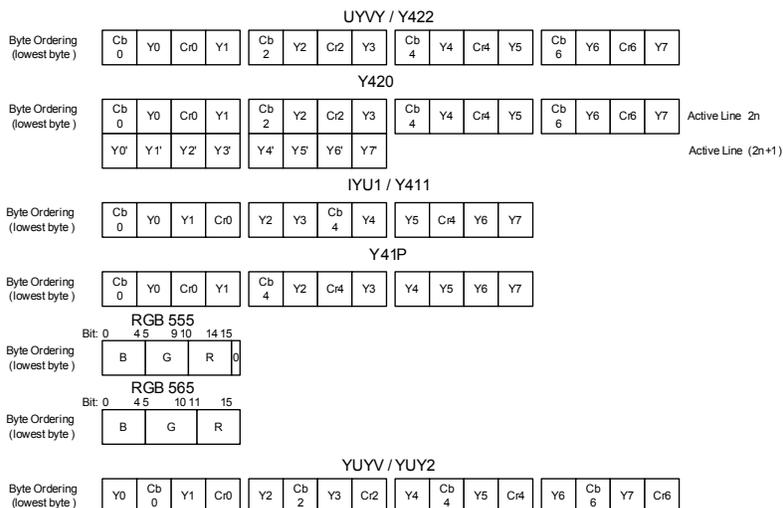 UYVY / Y422
Byte Ordering (lowest byte ) Cb 0 Y0 Cr0 Y1 Cb 2 Y2 Cr2 Y3 Cb 4 Y4 Cr4 Y5 Cb 6 Y6 Cr6 Y7
Y420
Byte Ordering (lowest byte ) Cb 0 Y0 Cr0 Y1 Cb 2 Y2 Cr2 Y3 Cb 4 Y4 Cr4 Y5 Cb 6 Y6 Cr6 Y7 Active Line 2n
Y0' Y1' Y2' Y3' Y4' Y5' Y6' Y7' Active Line (2n+1)
IYU1 / Y411
Byte Ordering (lowest byte ) Cb 0 Y0 Y1 Cr0 Y2 Y3 Cb 4 Y4 Y5 Cr4 Y6 Y7
Y41P
Byte Ordering (lowest byte ) Cb 0 Y0 Cr0 Y1 Cb 4 Y2 Cr4 Y3 Y4 Y5 Y6 Y7
RGB 555
Bit: 0 4 5 9 10 14 15
Byte Ordering (lowest byte ) B G R 0
RGB 565
Bit: 0 4 5 10 11 15
Byte Ordering (lowest byte ) B G R
YUYV / YUY2
Byte Ordering (lowest byte ) Y0 Cb 0 Y1 Cr0 Y2 Cb 2 Y3 Cr2 Y4 Cb 4 Y5 Cr4 Y6 Cb 6 Y7 Cr6